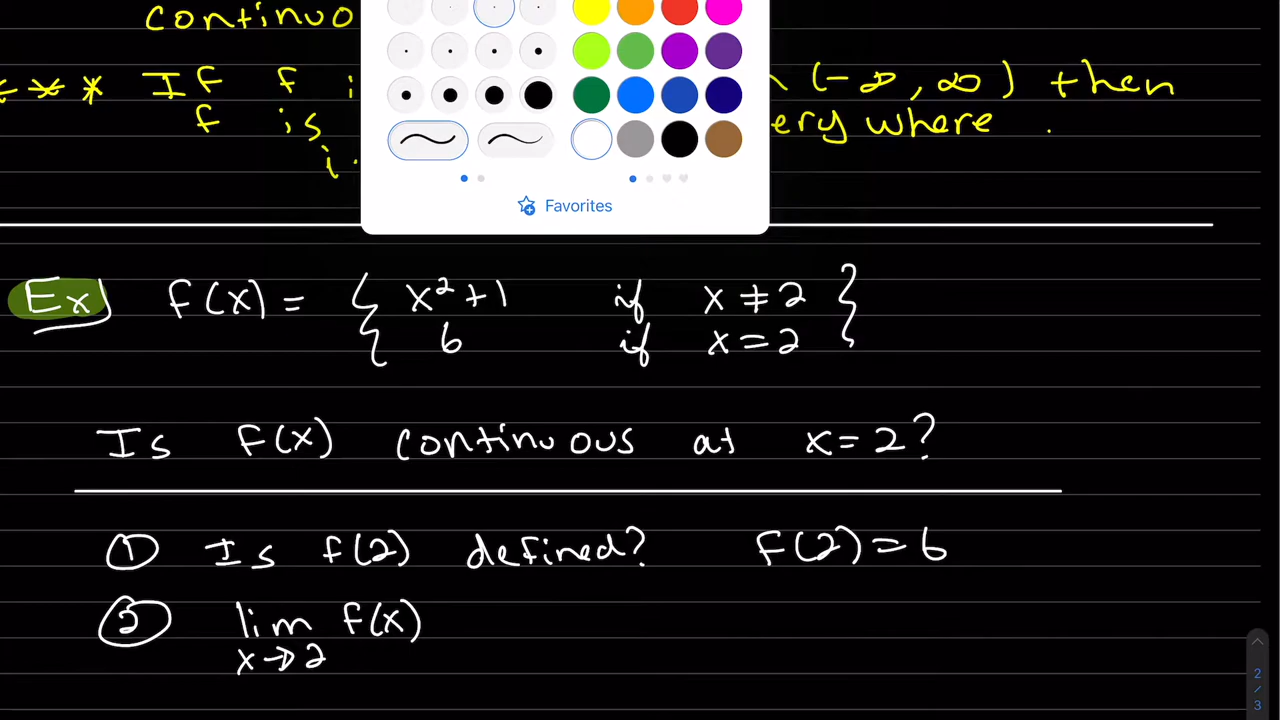 continuo
*** If f i n (-∞, ∞) then
f is ery where .
i
Favorites
Ex f(x) = { x² + 1 if x ≠ 2 }
{ 6 if x = 2 }
Is f(x) continuous at x = 2?
① Is f(2) defined? f(2) = 6
② lim f(x)
x → 2
2 / 3